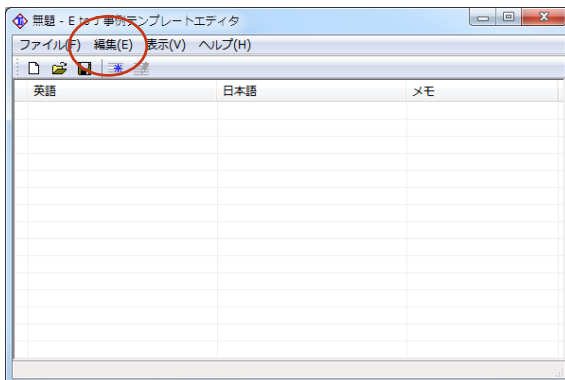 無題 - E to J 事例テンプレートエディタ
ファイル(F) 編集(E) 表示(V) ヘルプ(H)
英語 日本語 メモ